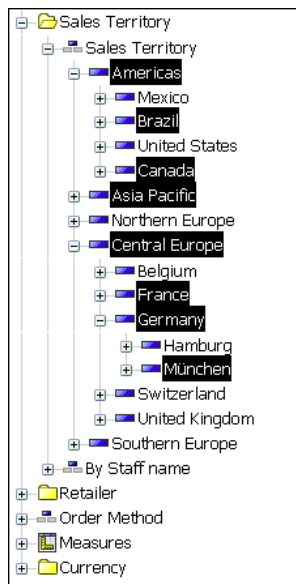 Sales Territory
Sales Territory
Americas
Mexico
Brazil
United States
Canada
Asia Pacific
Northern Europe
Central Europe
Belgium
France
Germany
Hamburg
München
Switzerland
United Kingdom
Southern Europe
By Staff name
Retailer
Order Method
Measures
Currency